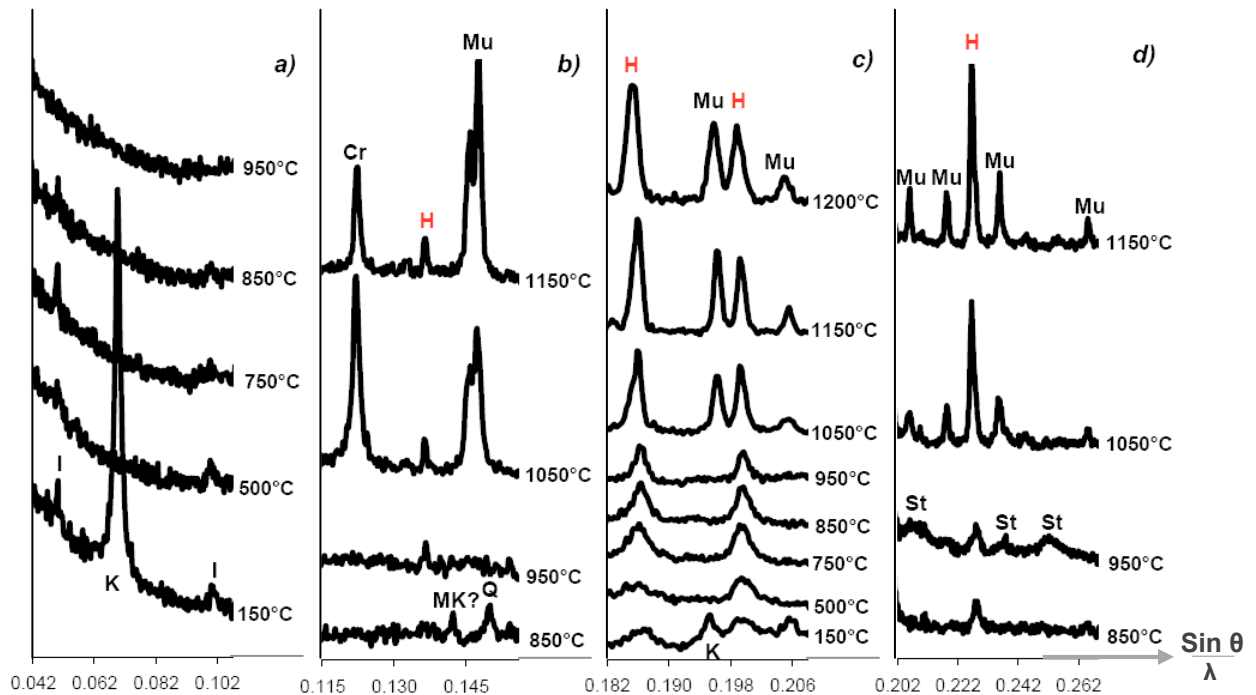 a)
950°C
850°C
750°C
500°C
I
K
I
150°C
0.042 0.062 0.082 0.102
b)
Mu
Cr
H
1150°C
1050°C
950°C
MK? Q
850°C
0.115 0.130 0.145
c)
H
Mu H
Mu
1200°C
1150°C
1050°C
950°C
850°C
750°C
500°C
150°C
K
0.182 0.190 0.198 0.206
d)
H
Mu Mu Mu
Mu
1150°C
1050°C
St St St
950°C
850°C
0.202 0.222 0.242 0.262
Sin θ
λ